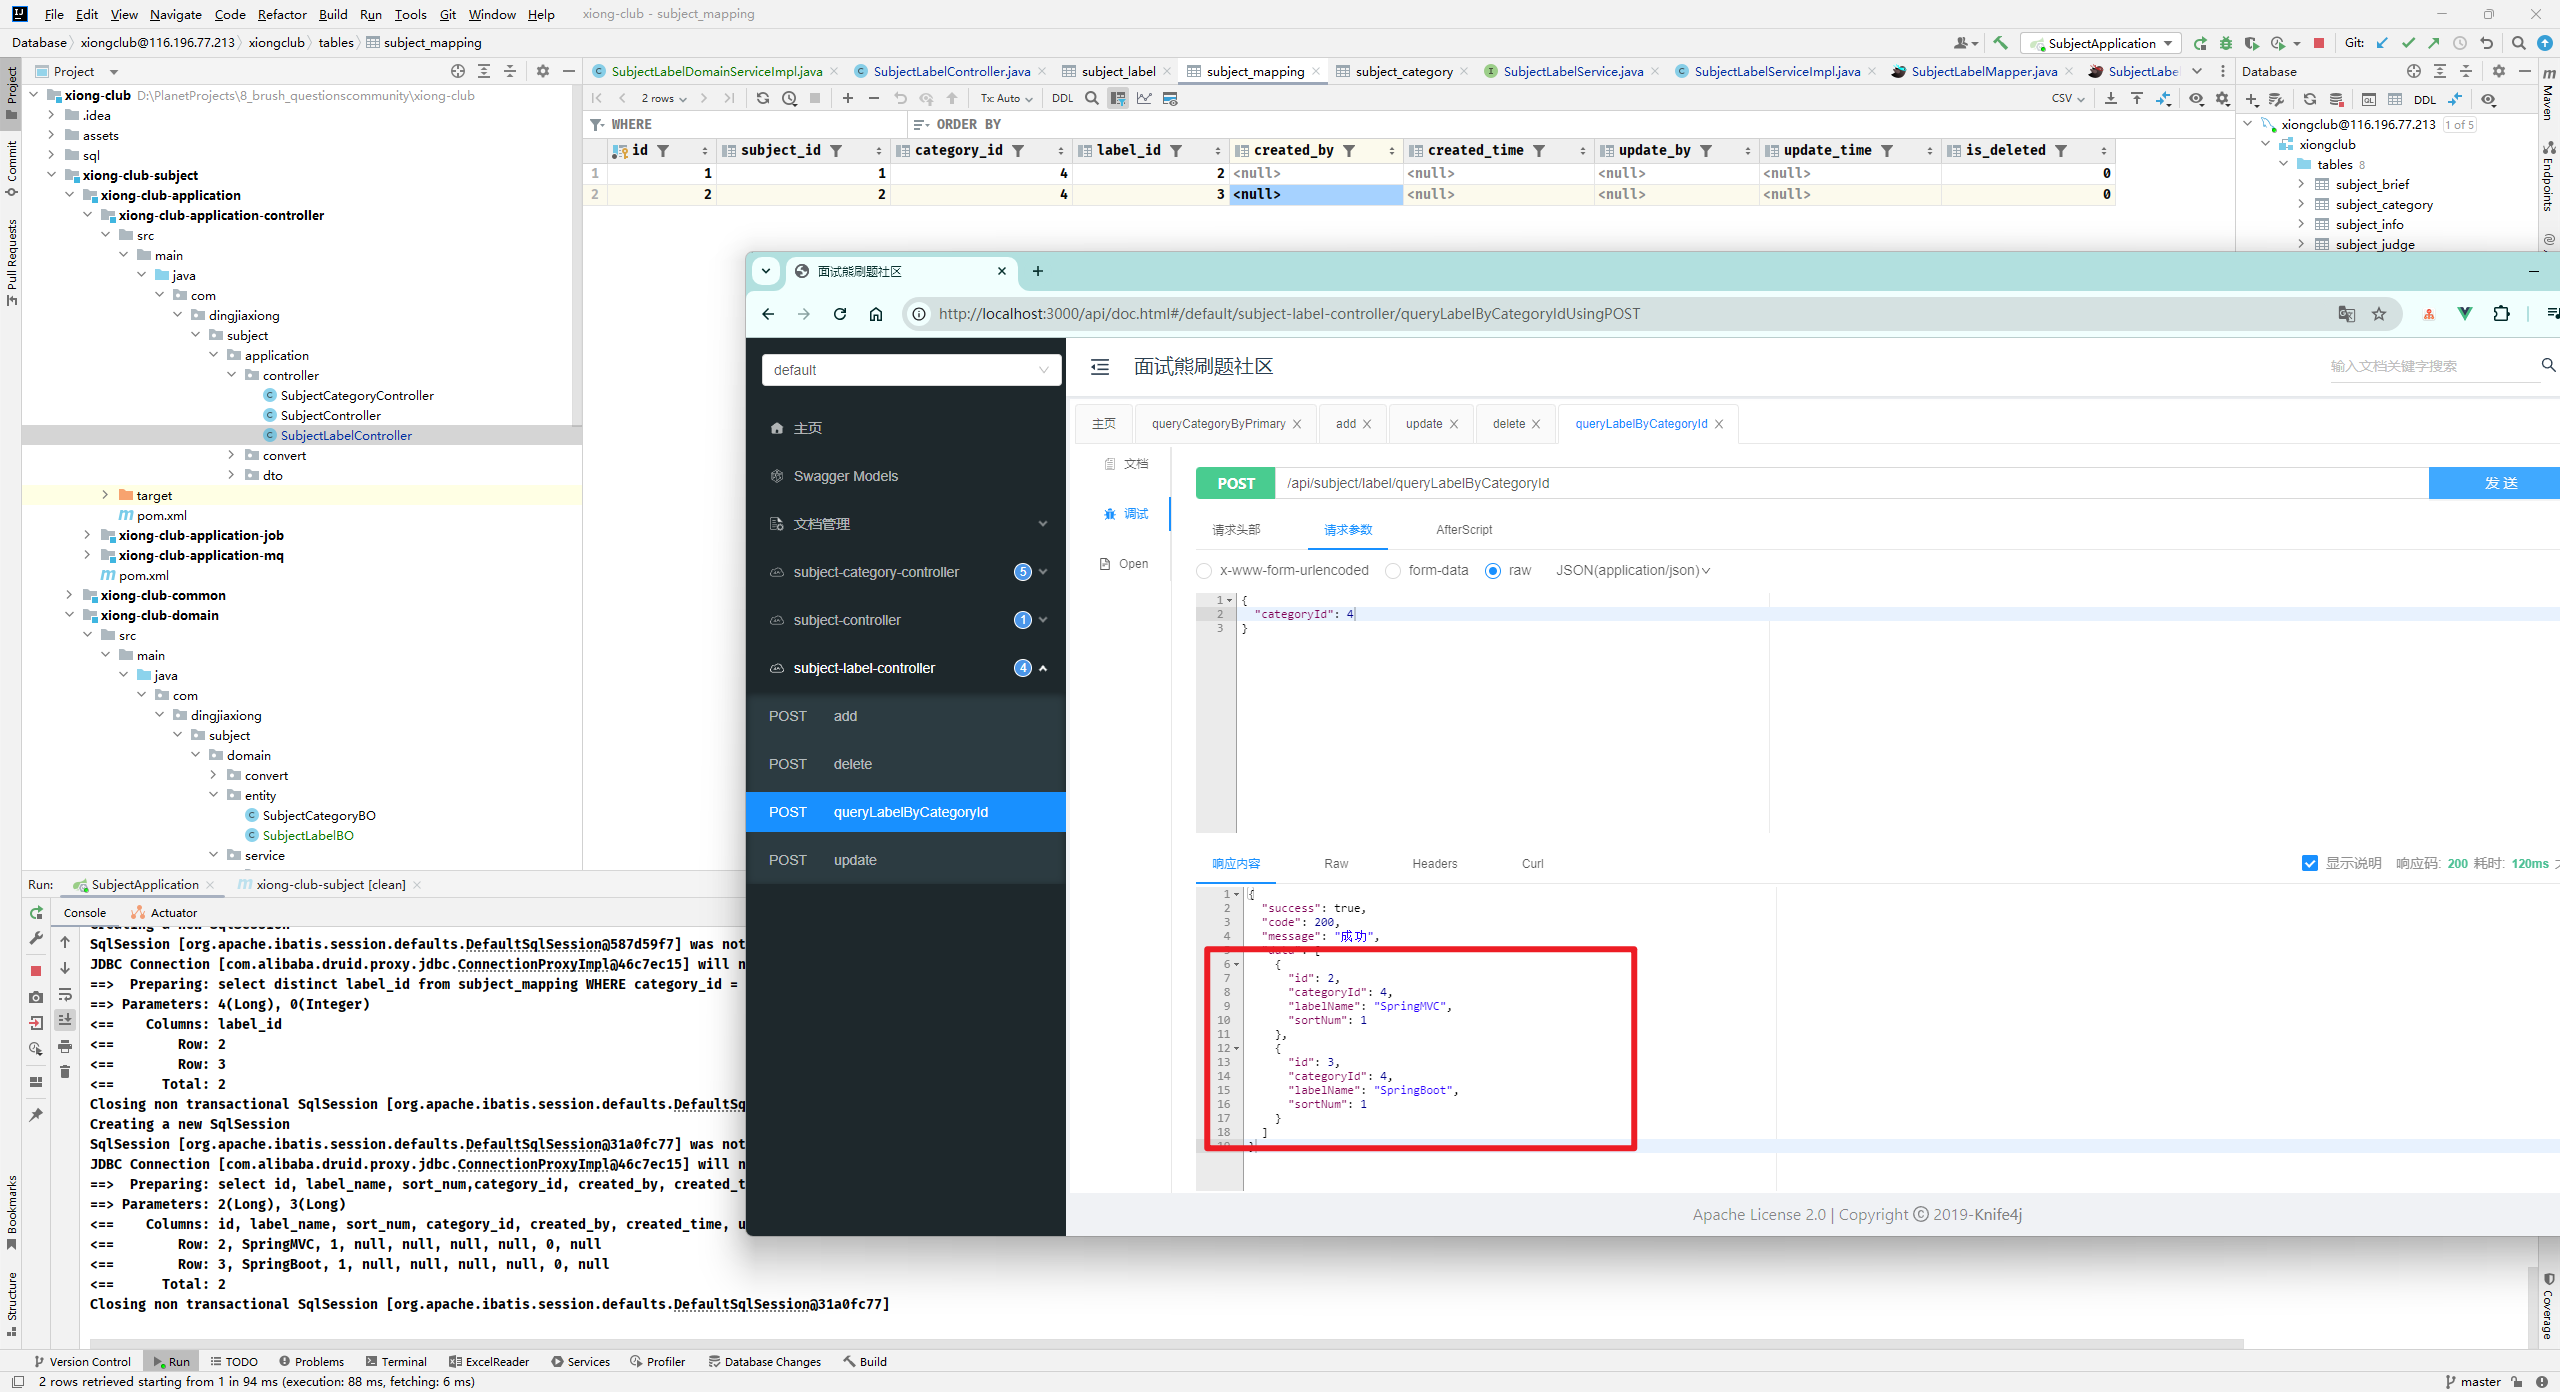 File Edit View Navigate Code Refactor Build Run Tools Git Window Help xiong-club - subject_mapping
Database xiongclub@116.196.77.213 xiongclub tables subject_mapping
SubjectApplication Git:
Project
SubjectLabelDomainServiceImpl.java SubjectLabelController.java subject_label subject_mapping subject_category SubjectLabelService.java SubjectLabelServiceImpl.java SubjectLabelMapper.java SubjectLabe
Database
2 rows Tx: Auto DDL CSV
DDL
WHERE ORDER BY
id subject_id category_id label_id created_by created_time update_by update_time is_deleted
1 1 1 4 2 <null> <null> <null> <null> 0
2 2 2 4 3 <null> <null> <null> <null> 0
xiongclub@116.196.77.213 1 of 5
xiongclub
tables 8
subject_brief
subject_category
subject_info
subject_judge
Project
Commit
Pull Requests
Bookmarks
Structure
Maven
Endpoints
Coverage
xiong-club D:\PlanetProjects\8_brush_questionscommunity\xiong-club
.idea
assets
sql
xiong-club-subject
xiong-club-application
xiong-club-application-controller
src
main
java
com
dingjiaxiong
subject
application
controller
SubjectCategoryController
SubjectController
SubjectLabelController
convert
dto
target
pom.xml
xiong-club-application-job
xiong-club-application-mq
pom.xml
xiong-club-common
xiong-club-domain
src
main
java
com
dingjiaxiong
subject
domain
convert
entity
SubjectCategoryBO
SubjectLabelBO
service
面试熊刷题社区
http://localhost:3000/api/doc.html#/default/subject-label-controller/queryLabelByCategoryIdUsingPOST
default
主页
Swagger Models
文档管理
subject-category-controller 5
subject-controller 1
subject-label-controller 4
POST add
POST delete
POST queryLabelByCategoryId
POST update
面试熊刷题社区
输入文档关键字搜索
主页 queryCategoryByPrimary add update delete queryLabelByCategoryId
文档
调试
Open
POST /api/subject/label/queryLabelByCategoryId 发 送
请求头部 请求参数 AfterScript
x-www-form-urlencoded form-data raw JSON(application/json)
1 {
2 "categoryId": 4
3 }
响应内容 Raw Headers Curl
显示说明 响应码: 200 耗时: 120ms
1 {
2 "success": true,
3 "code": 200,
4 "message": "成功",
6 {
7 "id": 2,
8 "categoryId": 4,
9 "labelName": "SpringMVC",
10 "sortNum": 1
11 },
12 {
13 "id": 3,
14 "categoryId": 4,
15 "labelName": "SpringBoot",
16 "sortNum": 1
17 }
18 ]
Apache License 2.0 | Copyright © 2019-Knife4j
Run: SubjectApplication xiong-club-subject [clean]
Console Actuator
Creating a new SqlSession
SqlSession [org.apache.ibatis.session.defaults.DefaultSqlSession@587d59f7] was not
JDBC Connection [com.alibaba.druid.proxy.jdbc.ConnectionProxyImpl@46c7ec15] will n
==> Preparing: select distinct label_id from subject_mapping WHERE category_id =
==> Parameters: 4(Long), 0(Integer)
<== Columns: label_id
<== Row: 2
<== Row: 3
<== Total: 2
Closing non transactional SqlSession [org.apache.ibatis.session.defaults.DefaultSq
Creating a new SqlSession
SqlSession [org.apache.ibatis.session.defaults.DefaultSqlSession@31a0fc77] was not
JDBC Connection [com.alibaba.druid.proxy.jdbc.ConnectionProxyImpl@46c7ec15] will n
==> Preparing: select id, label_name, sort_num,category_id, created_by, created_t
==> Parameters: 2(Long), 3(Long)
<== Columns: id, label_name, sort_num, category_id, created_by, created_time, u
<== Row: 2, SpringMVC, 1, null, null, null, null, 0, null
<== Row: 3, SpringBoot, 1, null, null, null, null, 0, null
<== Total: 2
Closing non transactional SqlSession [org.apache.ibatis.session.defaults.DefaultSqlSession@31a0fc77]
Version Control Run TODO Problems Terminal ExcelReader Services Profiler Database Changes Build
2 rows retrieved starting from 1 in 94 ms (execution: 88 ms, fetching: 6 ms) master